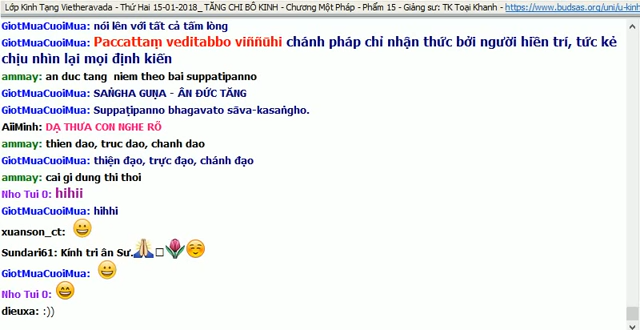 Lớp Kinh Tạng Vietheravada - Thứ Hai 15-01-2018_ TĂNG CHI BỘ KINH - Chương Một Pháp - Phẩm 15 - Giảng sư: TK Toại Khanh - https://www.budsas.org/uni/u-kinh
GiotMuaCuoiMua: nói lên với tất cả tấm lòng
GiotMuaCuoiMua: Paccattaṃ veditabbo viññūhi chánh pháp chỉ nhận thức bởi người hiền trí, tức kẻ
chịu nhìn lại mọi định kiến
ammay: an duc tang niem theo bai suppatipanno
GiotMuaCuoiMua: SAṄGHA GUṆA - ÂN ĐỨC TĂNG
GiotMuaCuoiMua: Suppaṭipanno bhagavato sāva-kasaṅgho.
AiiMinh: DẠ THƯA CON NGHE RÕ
ammay: thien dao, truc dao, chanh dao
GiotMuaCuoiMua: thiện đạo, trực đạo, chánh đạo
ammay: cai gi dung thi thoi
Nho Tui 0: hihii
GiotMuaCuoiMua: hihhi
xuanson_ct: 😀
Sundari61: Kính tri ân Sư.🙏□🌷☺
GiotMuaCuoiMua: 😀
Nho Tui 0: 😄
dieuxa: :))